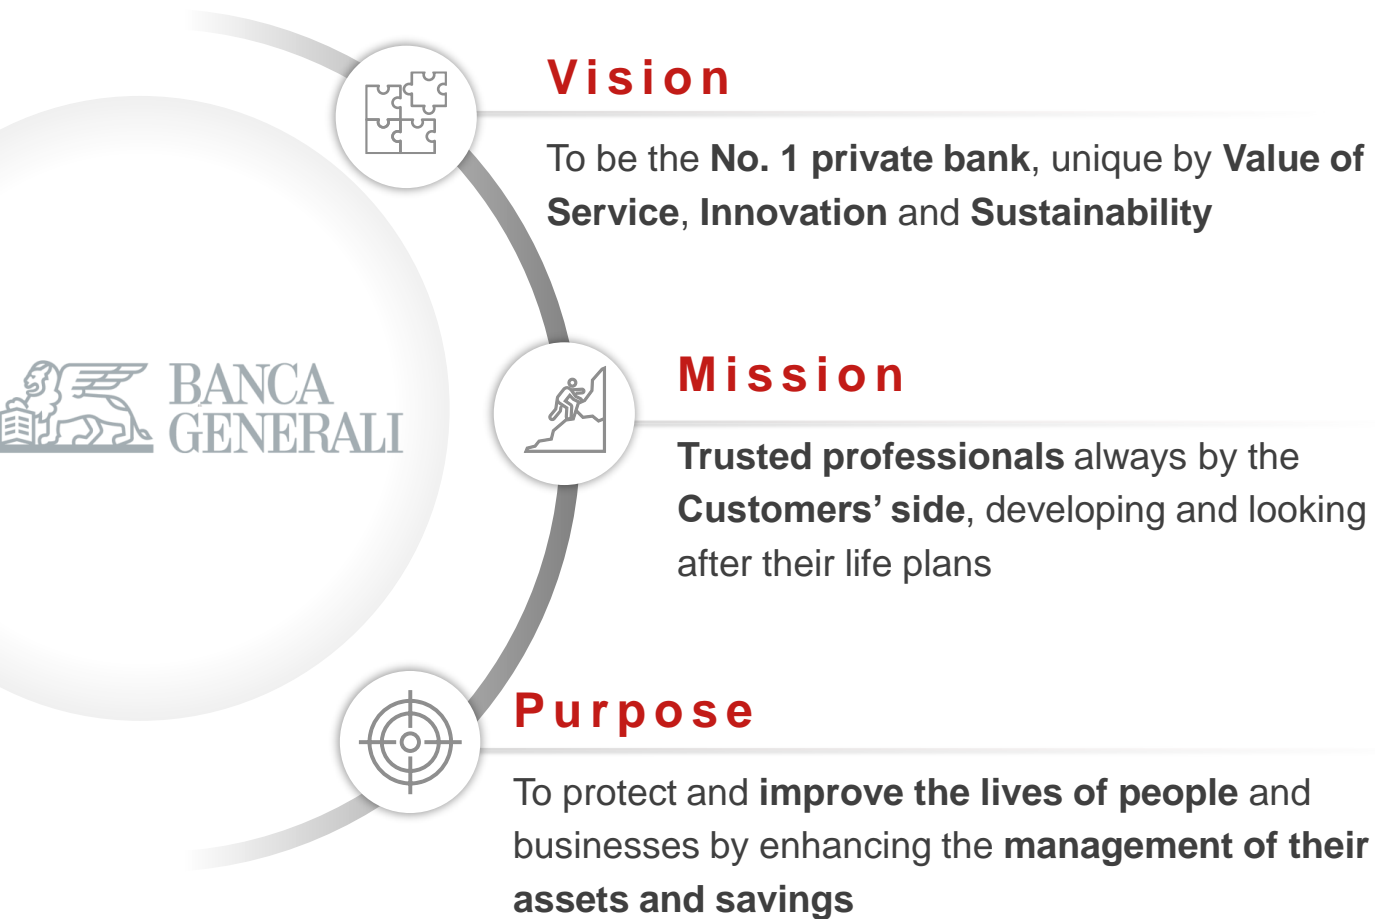 Vision
To be the No. 1 private bank, unique by Value of
Service, Innovation and Sustainability
BANCA
GENERALI
Mission
Trusted professionals always by the
Customers’ side, developing and looking
after their life plans
Purpose
To protect and improve the lives of people and
businesses by enhancing the management of their
assets and savings